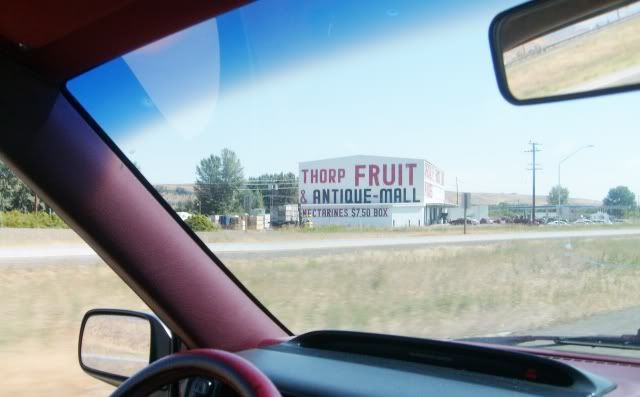 THORP FRUIT
& ANTIQUE-MALL
NECTARINES $7.50 BOX